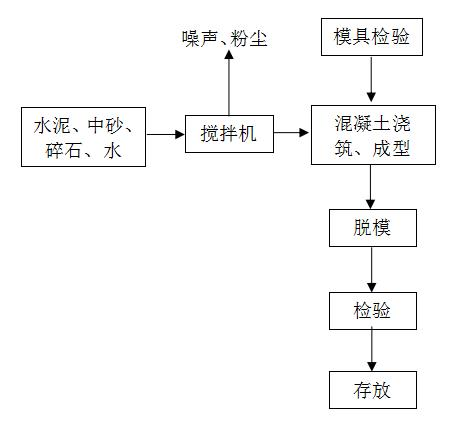 噪声、粉尘
模具检验
水泥、中砂、
碎石、水
搅拌机
混凝土浇
筑、成型
脱模
检验
存放